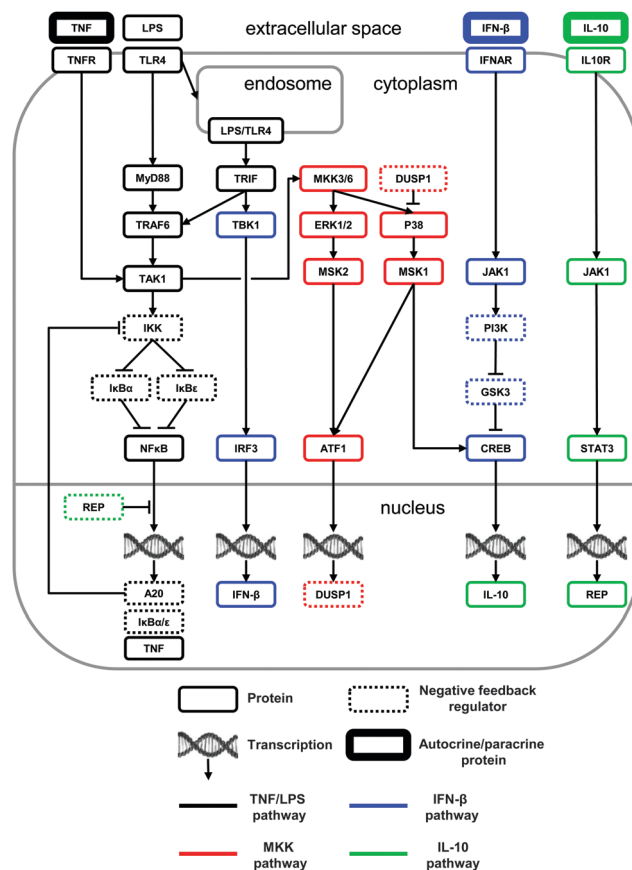 TNF
LPS
extracellular space
IFN-β
IL-10
TNFR
TLR4
IFNAR
IL10R
endosome
cytoplasm
LPS/TLR4
MyD88
TRIF
MKK3/6
DUSP1
TRAF6
TBK1
ERK1/2
P38
TAK1
MSK2
MSK1
JAK1
JAK1
IKK
PI3K
IκBα
IκBε
GSK3
NFκB
IRF3
ATF1
CREB
STAT3
REP
nucleus
A20
IFN-β
DUSP1
IL-10
REP
IκBα/ε
TNF
Protein
Negative feedback
regulator
Transcription
Autocrine/paracrine
protein
TNF/LPS
pathway
IFN-β
pathway
MKK
pathway
IL-10
pathway